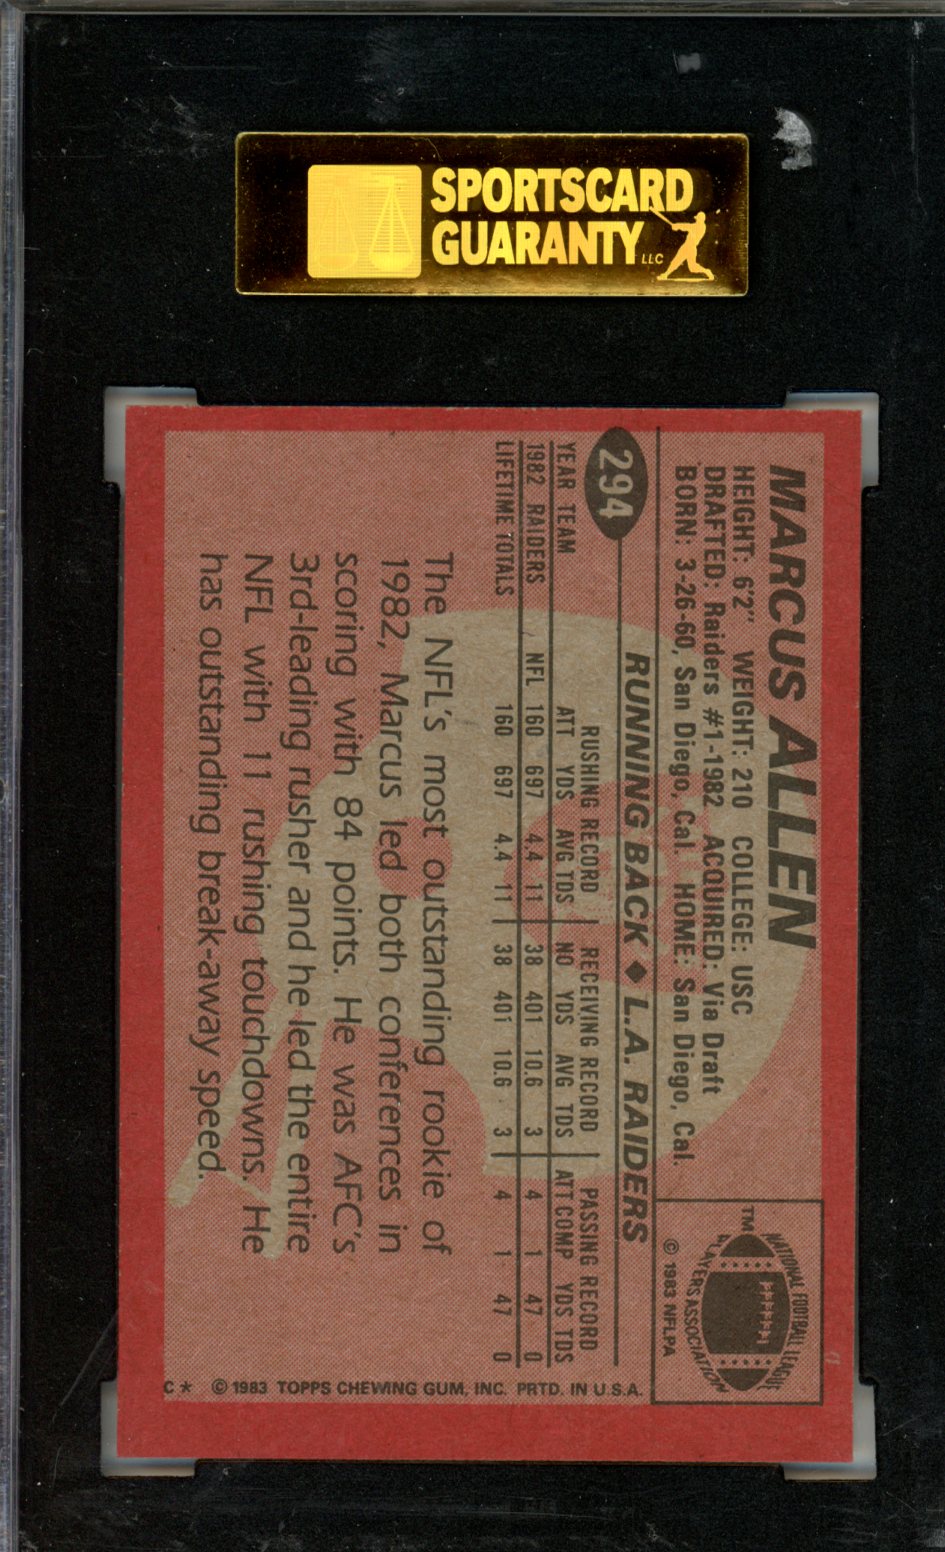 SPORTSCARD
GUARANTY LLC
MARCUS ALLEN
HEIGHT: 6'2" WEIGHT: 210 COLLEGE: USC
DRAFTED: Raiders #1-1982 ACQUIRED: Via Draft
BORN: 3-26-60, San Diego, Cal. HOME: San Diego, Cal.
TM
NATIONAL FOOTBALL LEAGUE
PLAYERS ASSOCIATION
© 1983 NFLPA
294
RUNNING BACK ◆ L.A. RAIDERS
RUSHING RECORD RECEIVING RECORD PASSING RECORD
YEAR TEAM ATT YDS AVG TDS NO YDS AVG TDS ATT COMP YDS TDS
1982 RAIDERS NFL 160 697 4.4 11 38 401 10.6 3 4 1 47 0
LIFETIME TOTALS 160 697 4.4 11 38 401 10.6 3 4 1 47 0
The NFL's most outstanding rookie of
1982, Marcus led both conferences in
scoring with 84 points. He was AFC's
3rd-leading rusher and he led the entire
NFL with 11 rushing touchdowns. He
has outstanding break-away speed.
C* © 1983 TOPPS CHEWING GUM, INC. PRTD. IN U.S.A.